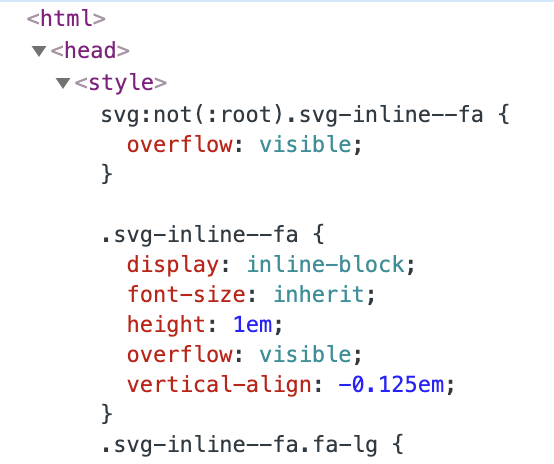 <html>
<head>
<style>
svg:not(:root).svg-inline--fa {
overflow: visible;
}
.svg-inline--fa {
display: inline-block;
font-size: inherit;
height: 1em;
overflow: visible;
vertical-align: -0.125em;
}
.svg-inline--fa.fa-lg {